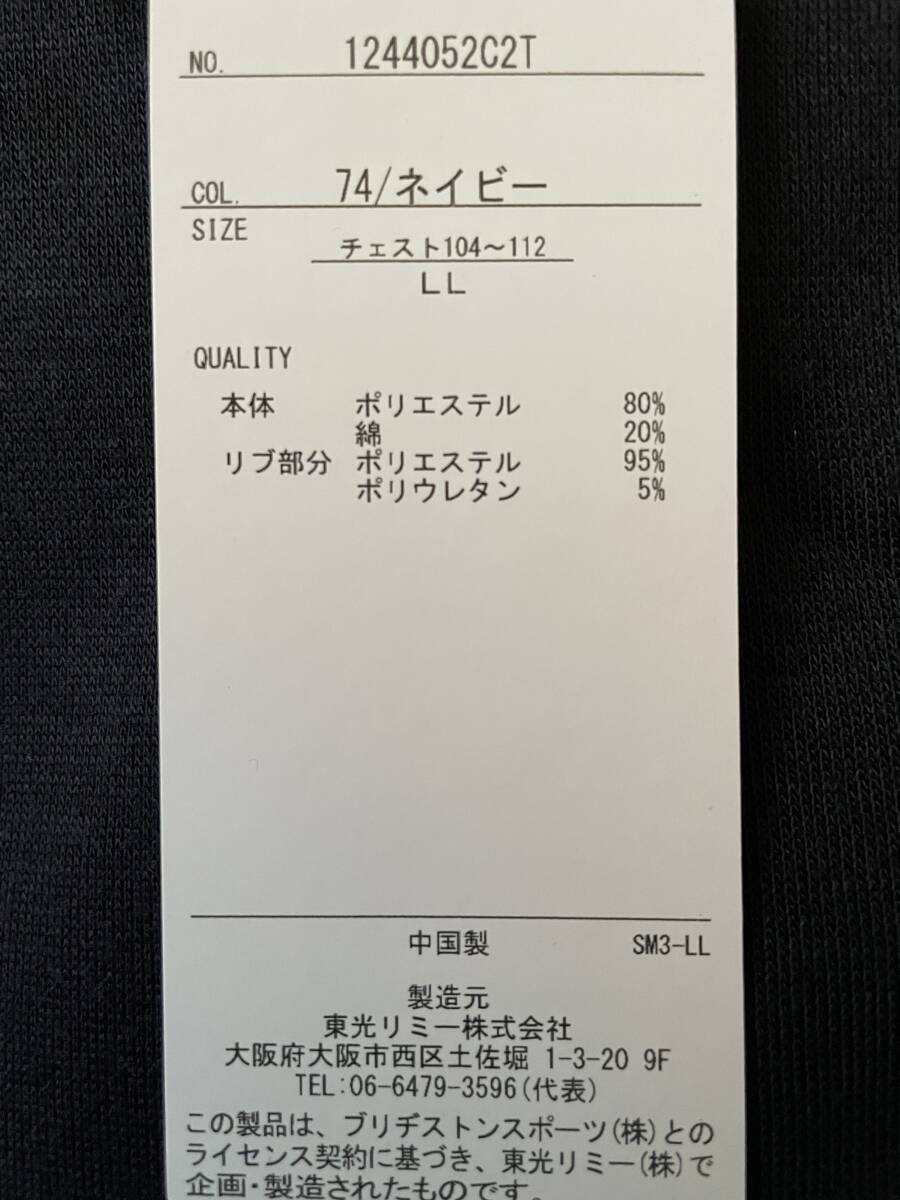 NO. 1244052C2T
COL. 74/ネイビー
SIZE
チェスト104〜112
LL
QUALITY
本体 ポリエステル 80%
綿 20%
リブ部分 ポリエステル 95%
ポリウレタン 5%
中国製 SM3-LL
製造元
東光リミー株式会社
大阪府大阪市西区土佐堀 1-3-20 9F
TEL:06-6479-3596(代表)
この製品は、ブリヂストンスポーツ(株)との
ライセンス契約に基づき、東光リミー(株)で
企画・製造されたものです。